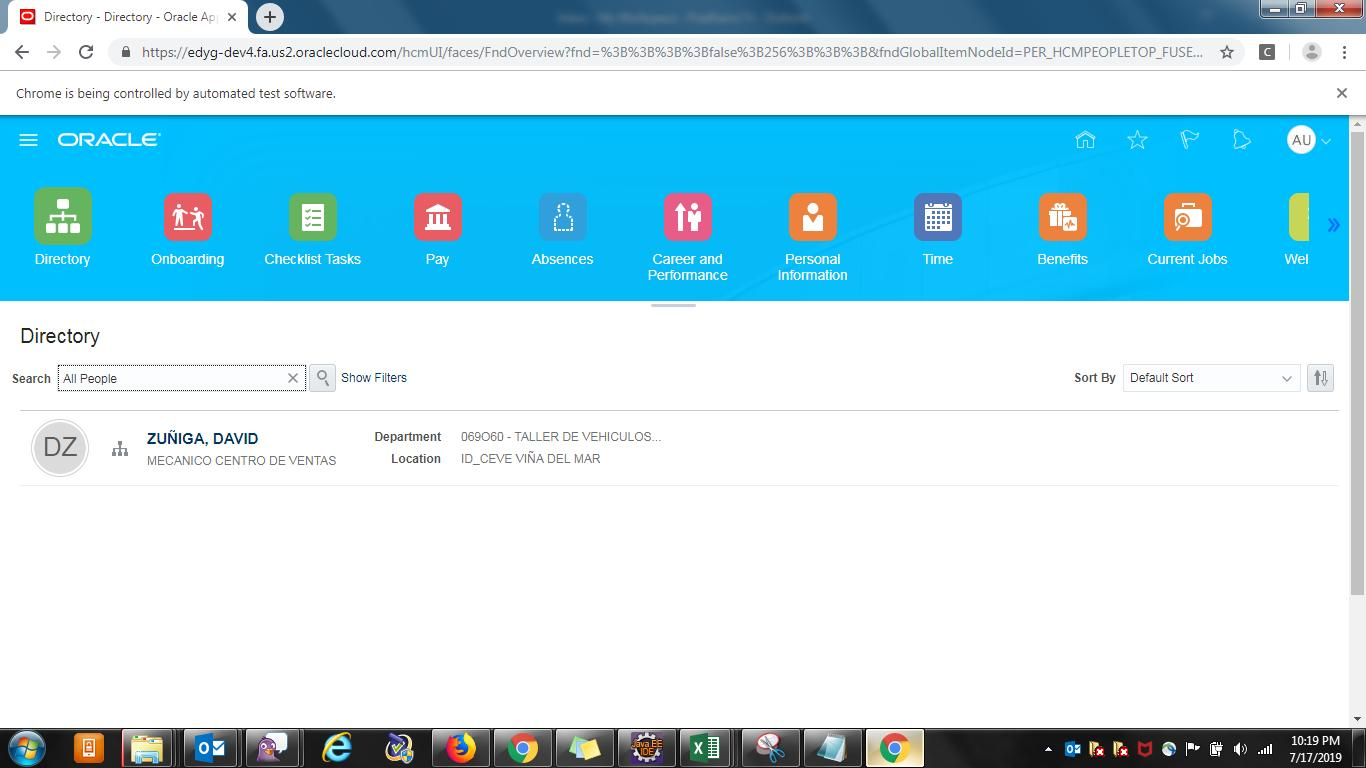 Directory - Directory - Oracle Ap
https://edyg-dev4.fa.us2.oraclecloud.com/hcmUI/faces/FndOverview?fnd=%3B%3B%3B%3Bfalse%3B256%3B%3B%3B&fndGlobalItemNodeId=PER_HCMPEOPLETOP_FUSE...
C
Chrome is being controlled by automated test software.
ORACLE
AU
Directory
Onboarding
Checklist Tasks
Pay
Absences
Career and
Performance
Personal
Information
Time
Benefits
Current Jobs
Wel
Directory
Search All People Show Filters Sort By Default Sort
DZ
ZUÑIGA, DAVID
MECANICO CENTRO DE VENTAS
Department 069O60 - TALLER DE VEHICULOS...
Location ID_CEVE VIÑA DEL MAR
Java EE
IDE
10:19 PM
7/17/2019